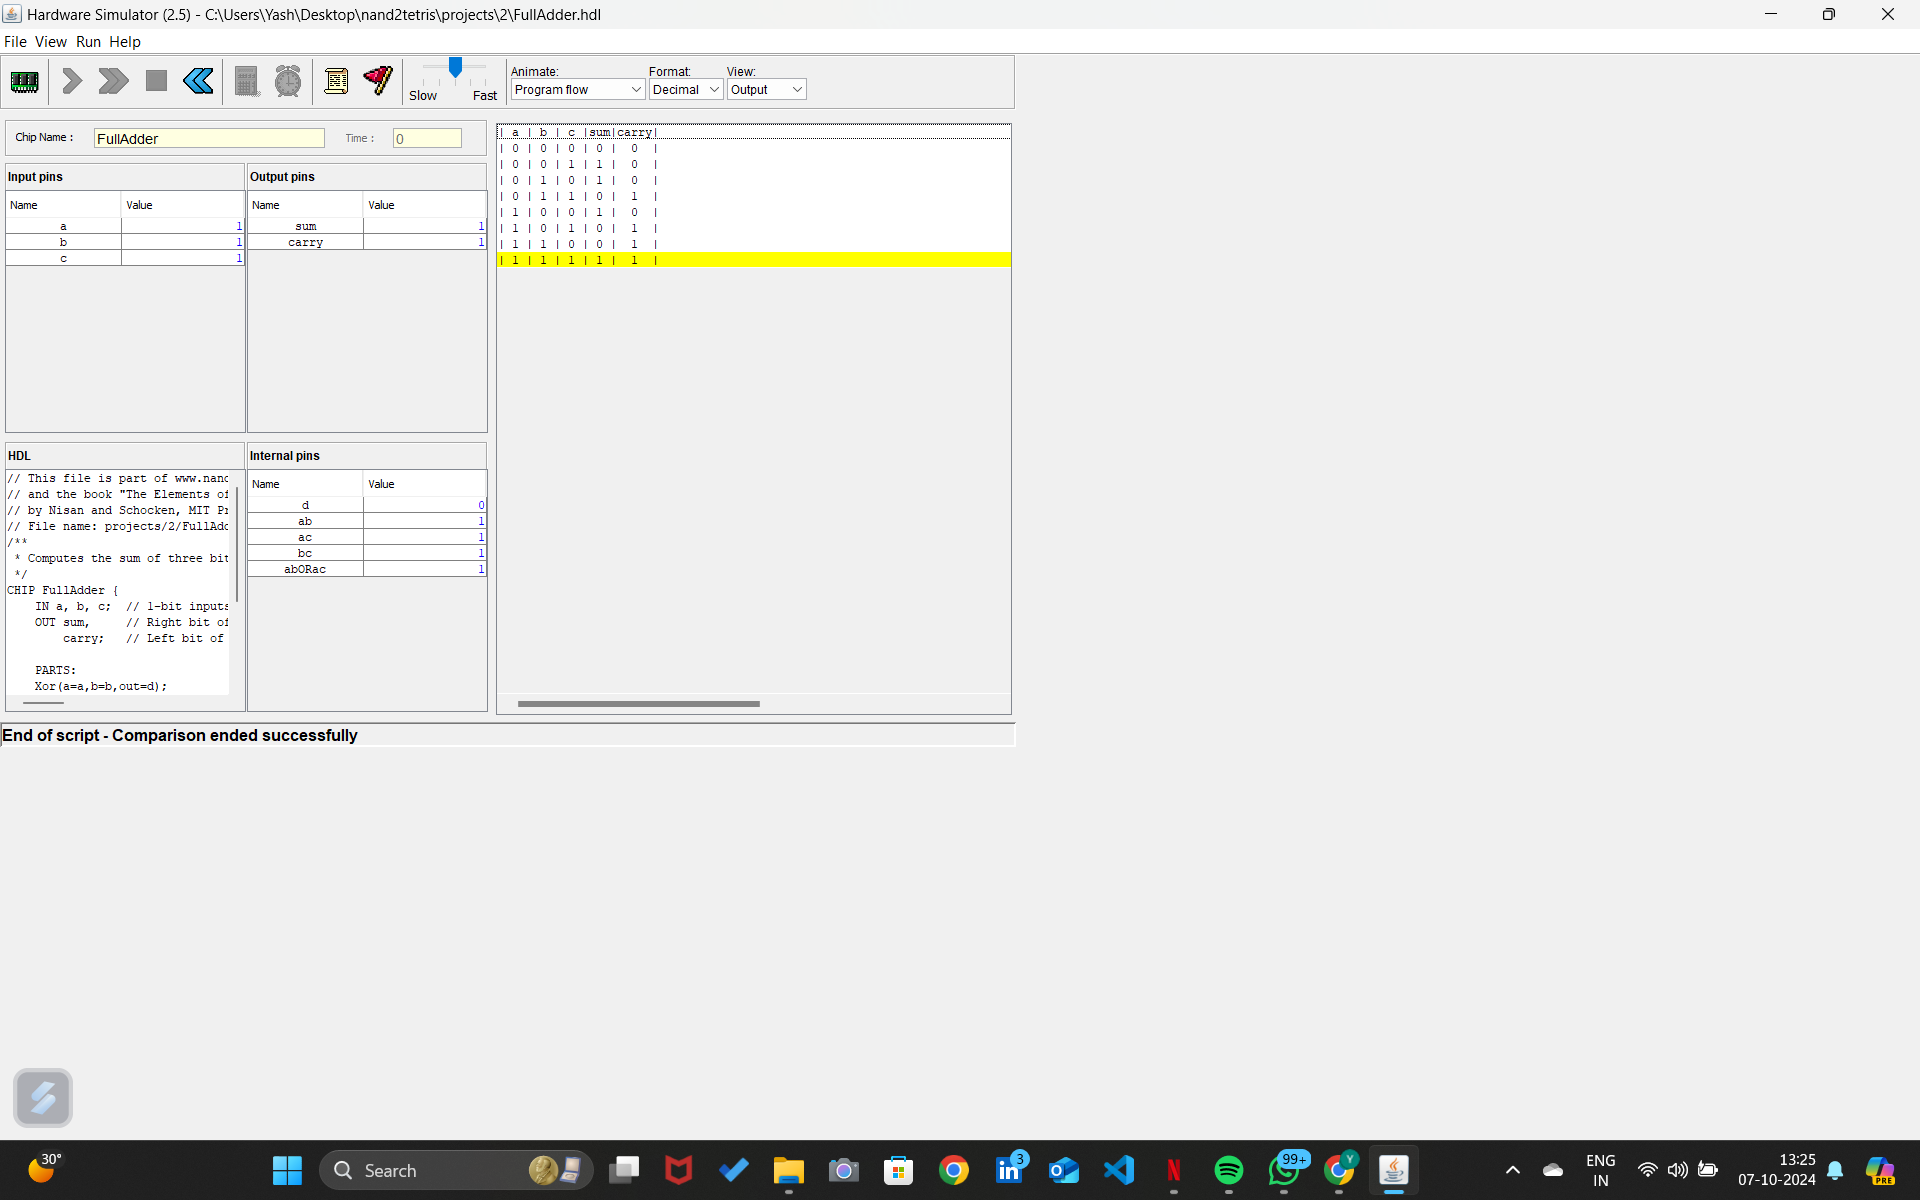 Hardware Simulator (2.5) - C:\Users\Yash\Desktop\nand2tetris\projects\2\FullAdder.hdl
File View Run Help
Slow Fast
Animate: Format: View:
Program flow Decimal Output
Chip Name : FullAdder Time : 0
Input pins
Name Value
a 1
b 1
c 1
Output pins
Name Value
sum 1
carry 1
| a | b | c |sum|carry|
| 0 | 0 | 0 | 0 | 0 |
| 0 | 0 | 1 | 1 | 0 |
| 0 | 1 | 0 | 1 | 0 |
| 0 | 1 | 1 | 0 | 1 |
| 1 | 0 | 0 | 1 | 0 |
| 1 | 0 | 1 | 0 | 1 |
| 1 | 1 | 0 | 0 | 1 |
| 1 | 1 | 1 | 1 | 1 |
HDL
// This file is part of www.nand
// and the book "The Elements of
// by Nisan and Schocken, MIT Pr
// File name: projects/2/FullAdd
/**
* Computes the sum of three bit
*/
CHIP FullAdder {
IN a, b, c; // 1-bit inputs
OUT sum, // Right bit of
carry; // Left bit of
PARTS:
Xor(a=a,b=b,out=d);
Internal pins
Name Value
d 0
ab 1
ac 1
bc 1
abORac 1
End of script - Comparison ended successfully
30°
Search
3
99+
Y
ENG
IN
13:25
07-10-2024
PRE